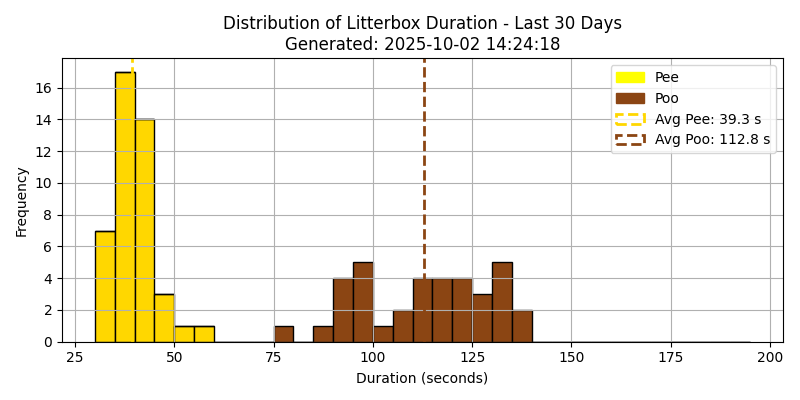 Distribution of Litterbox Duration - Last 30 Days
Generated: 2025-10-02 14:24:18
Pee
Poo
Avg Pee: 39.3 s
Avg Poo: 112.8 s
Frequency
16
14
12
10
8
6
4
2
0
25 50 75 100 125 150 175 200
Duration (seconds)